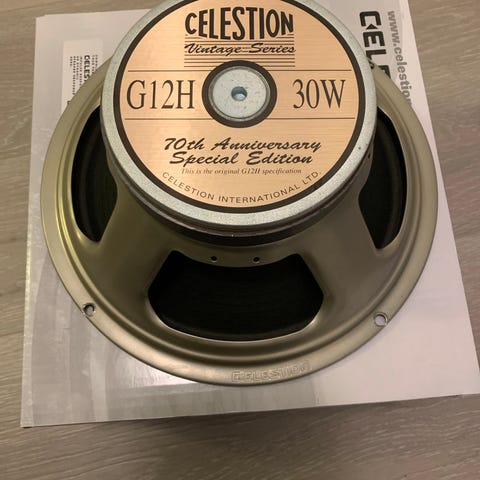 CELESTION
Vintage Series
G12H 30W
70th Anniversary
Special Edition
This is the original G12H specification
CELESTION INTERNATIONAL LTD.
CELESTION
www.celestion
CEL
CELESTION